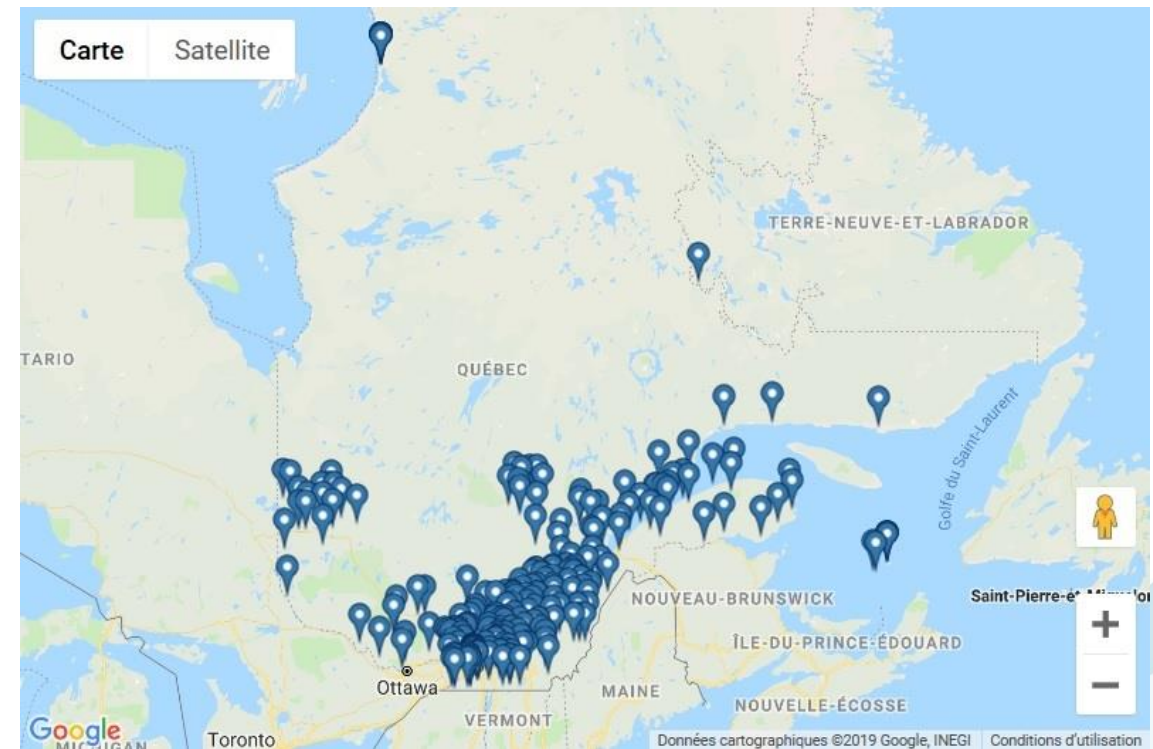 Carte Satellite
TERRE-NEUVE-ET-LABRADOR
TARIO
QUÉBEC
Golfe du Saint-Laurent
NOUVEAU-BRUNSWICK
Saint-Pierre-et-Miquelon
ÎLE-DU-PRINCE-ÉDOUARD
Ottawa
MAINE
NOUVELLE-ÉCOSSE
VERMONT
Google
MICHIGAN
Toronto
Données cartographiques ©2019 Google, INEGI Conditions d'utilisation